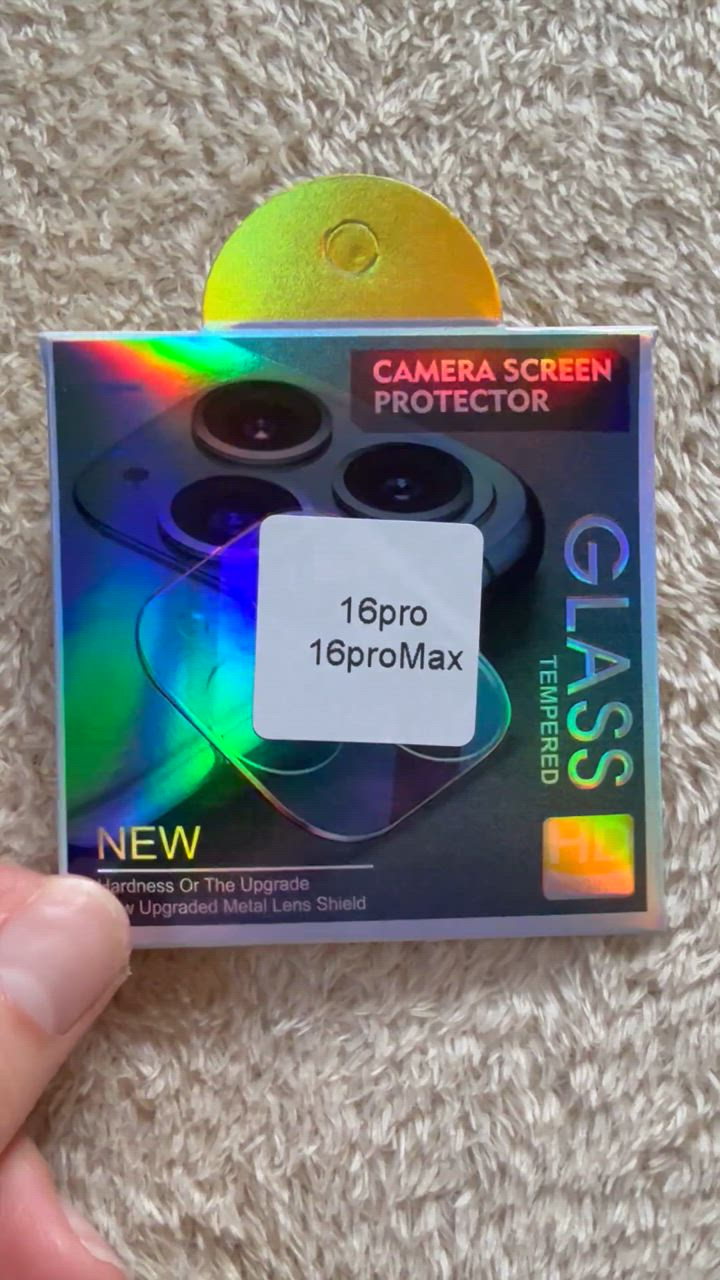 CAMERA SCREEN
PROTECTOR
GLASS
TEMPERED
16pro
16proMax
HD
NEW
Hardness Or The Upgrade
Upgraded Metal Lens Shield